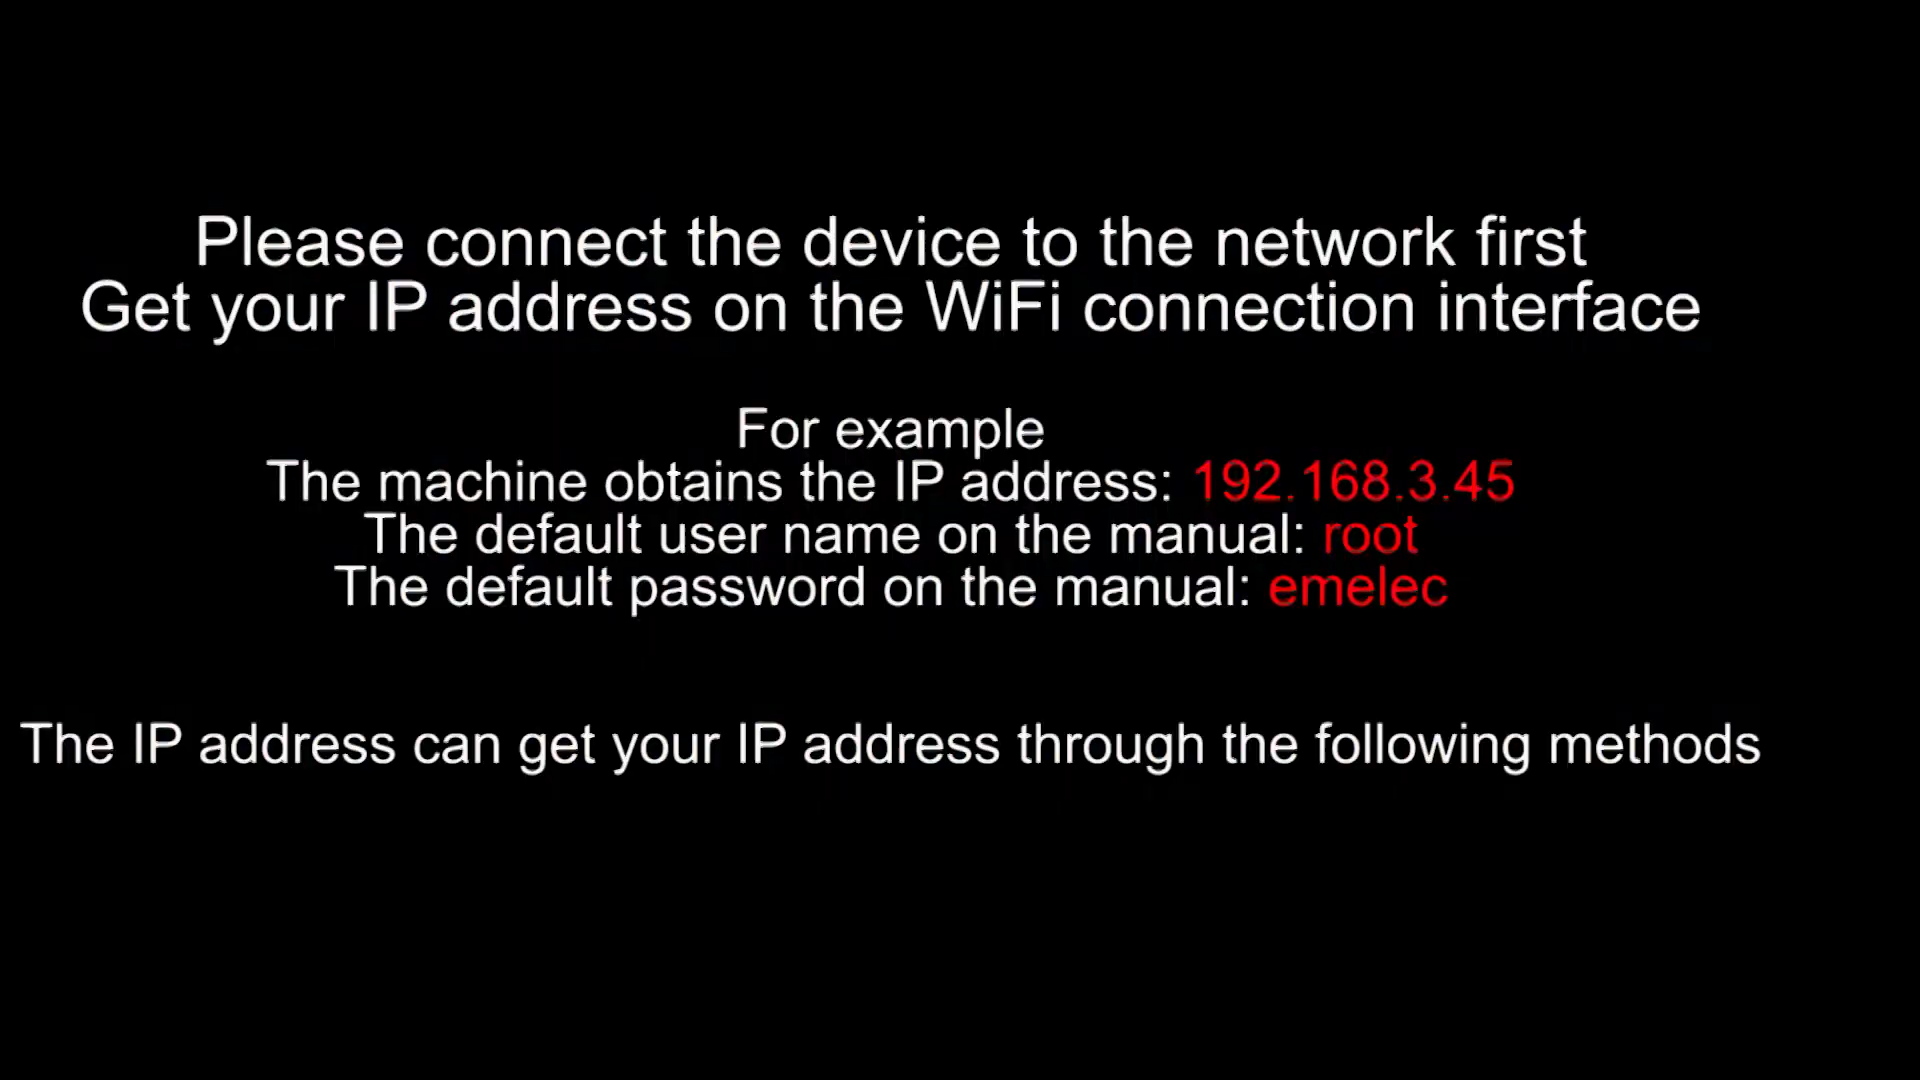 Please connect the device to the network first
Get your IP address on the WiFi connection interface
For example
The machine obtains the IP address: 192.168.3.45
The default user name on the manual: root
The default password on the manual: emelec
The IP address can get your IP address through the following methods